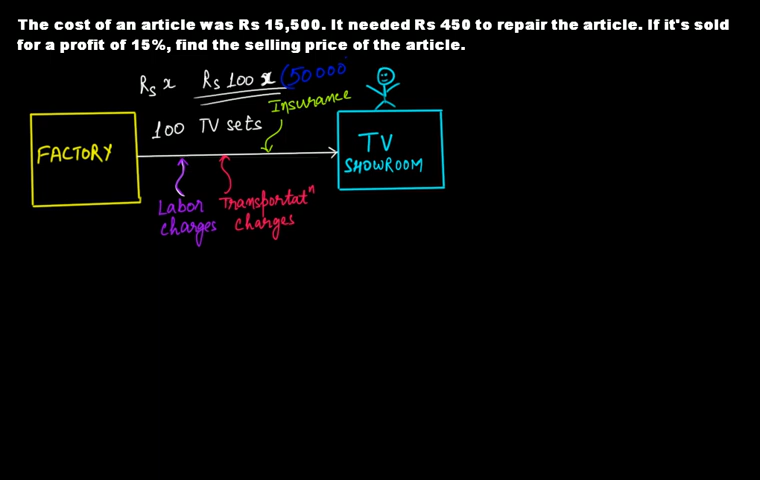 The cost of an article was Rs 15,500. It needed Rs 450 to repair the article. If it's sold
for a profit of 15%, find the selling price of the article.
Rs x Rs 100 x (50000
Insurance
100 TV sets
FACTORY
TV
SHOWROOM
Labor
charges
Transportatⁿ
charges